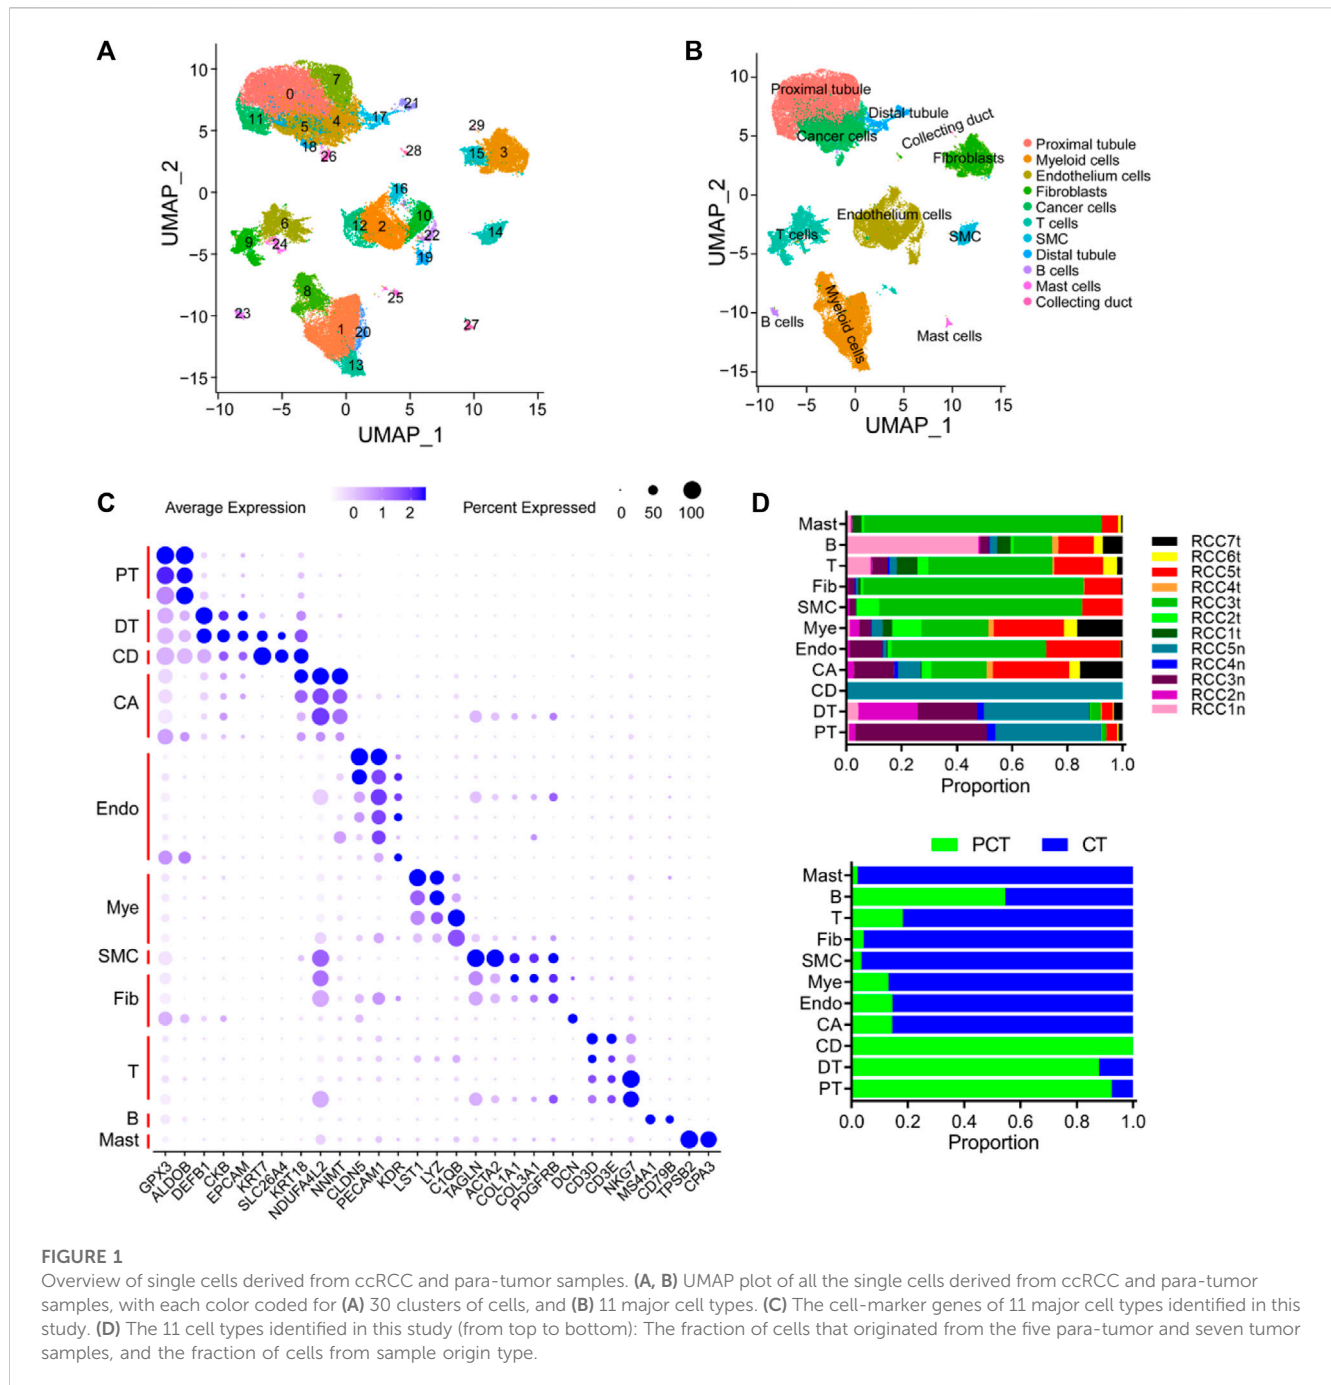 A
10
5
0
−5
−10
−15
UMAP_2
−10
−5
0
5
10
15
UMAP_1
0
7
11
5
4
17
21
18
26
28
29
15
3
16
12
2
10
22
19
14
6
9
24
8
23
1
20
13
25
27
B
10
5
0
−5
−10
−15
UMAP_2
−10
−5
0
5
10
15
UMAP_1
Proximal tubule
Distal tubule
Cancer cells
Collecting duct
Fibroblasts
Endothelium cells
T cells
SMC
B cells
Myeloid cells
Mast cells
Proximal tubule
Myeloid cells
Endothelium cells
Fibroblasts
Cancer cells
T cells
SMC
Distal tubule
B cells
Mast cells
Collecting duct
C
Average Expression
0 1 2
Percent Expressed
0 50 100
PT
DT
CD
CA
Endo
Mye
SMC
Fib
T
B
Mast
GPX3
ALDOB
DEFB1
CKB
EPCAM
KRT7
SLC26A4
KRT18
NDUFA4L2
NNMT
CLDN5
PECAM1
KDR
LST1
LYZ
C1QB
TAGLN
ACTA2
COL1A1
COL3A1
PDGFRB
DCN
CD3D
CD3E
NKG7
MS4A1
CD79B
TPSB2
CPA3
D
Mast
B
T
Fib
SMC
Mye
Endo
CA
CD
DT
PT
0.0 0.2 0.4 0.6 0.8 1.0
Proportion
RCC7t
RCC6t
RCC5t
RCC4t
RCC3t
RCC2t
RCC1t
RCC5n
RCC4n
RCC3n
RCC2n
RCC1n
PCT CT
Mast
B
T
Fib
SMC
Mye
Endo
CA
CD
DT
PT
0.0 0.2 0.4 0.6 0.8 1.0
Proportion
FIGURE 1
Overview of single cells derived from ccRCC and para-tumor samples. (A, B) UMAP plot of all the single cells derived from ccRCC and para-tumor
samples, with each color coded for (A) 30 clusters of cells, and (B) 11 major cell types. (C) The cell-marker genes of 11 major cell types identified in this
study. (D) The 11 cell types identified in this study (from top to bottom): The fraction of cells that originated from the five para-tumor and seven tumor
samples, and the fraction of cells from sample origin type.